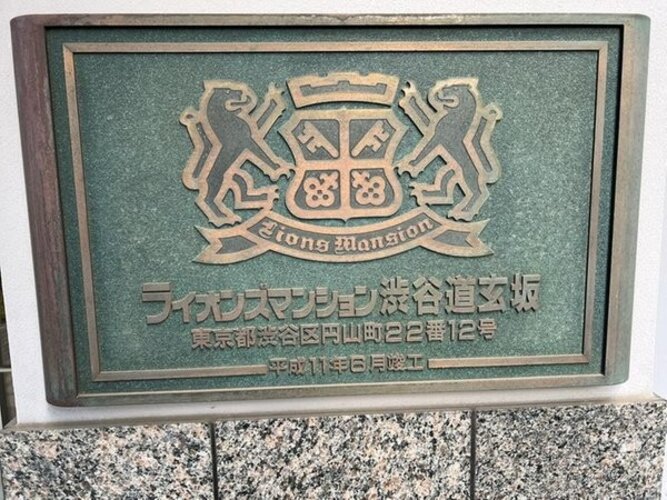 Lions Mansion
ライオンズマンション渋谷道玄坂
東京都渋谷区円山町22番12号
平成11年6月竣工